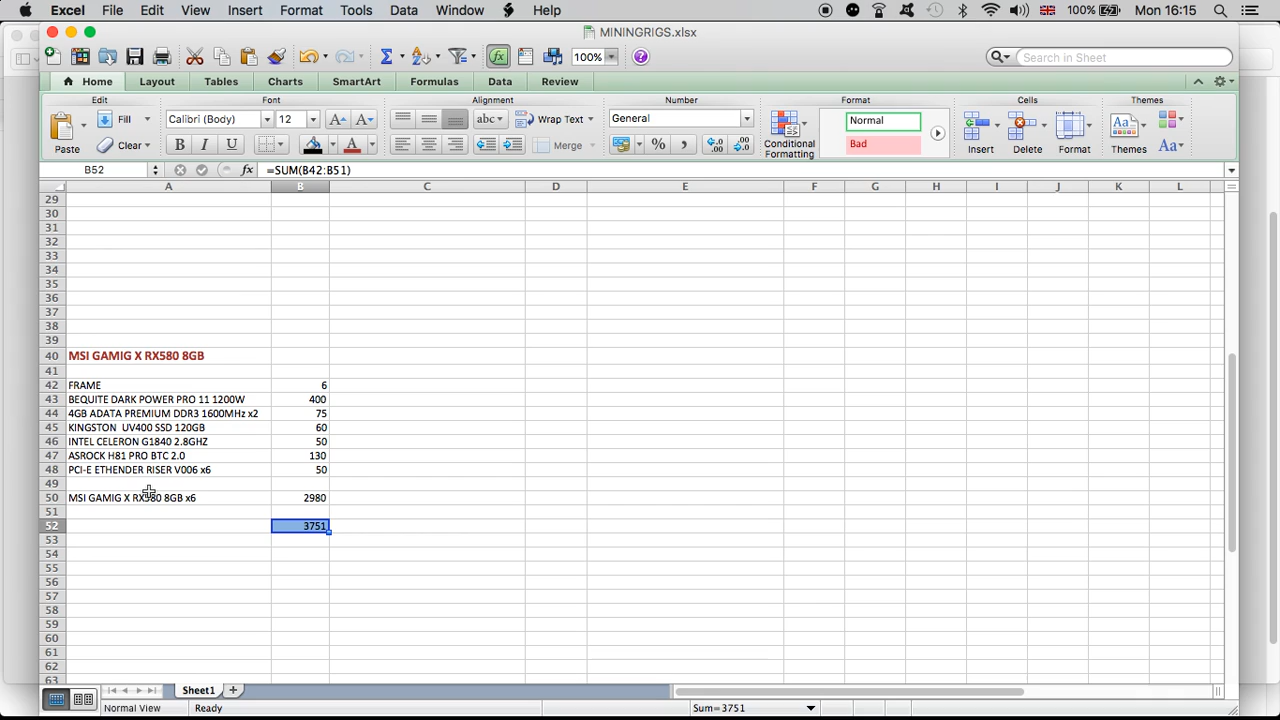 Excel File Edit View Insert Format Tools Data Window Help 100% Mon 16:15
MININGRIGS.xlsx
100% Search in Sheet
Home Layout Tables Charts SmartArt Formulas Data Review
Edit Font Alignment Number Format Cells Themes
Fill Calibri (Body) 12 A A abc Wrap Text General Normal
Paste Clear B I U A Merge % Conditional Formatting Bad Insert Delete Format Themes Aa
B52 fx =SUM(B42:B51)
A B C D E F G H I J K L
29
30
31
32
33
34
35
36
37
38
39
40 MSI GAMIG X RX580 8GB
41
42 FRAME 6
43 BEQUITE DARK POWER PRO 11 1200W 400
44 4GB ADATA PREMIUM DDR3 1600MHz x2 75
45 KINGSTON UV400 SSD 120GB 60
46 INTEL CELERON G1840 2.8GHZ 50
47 ASROCK H81 PRO BTC 2.0 130
48 PCI-E ETHENDER RISER V006 x6 50
49
50 MSI GAMIG X RX580 8GB x6 2980
51
52 3751
53
54
55
56
57
58
59
60
61
62
63
Sheet1
Normal View Ready Sum=3751